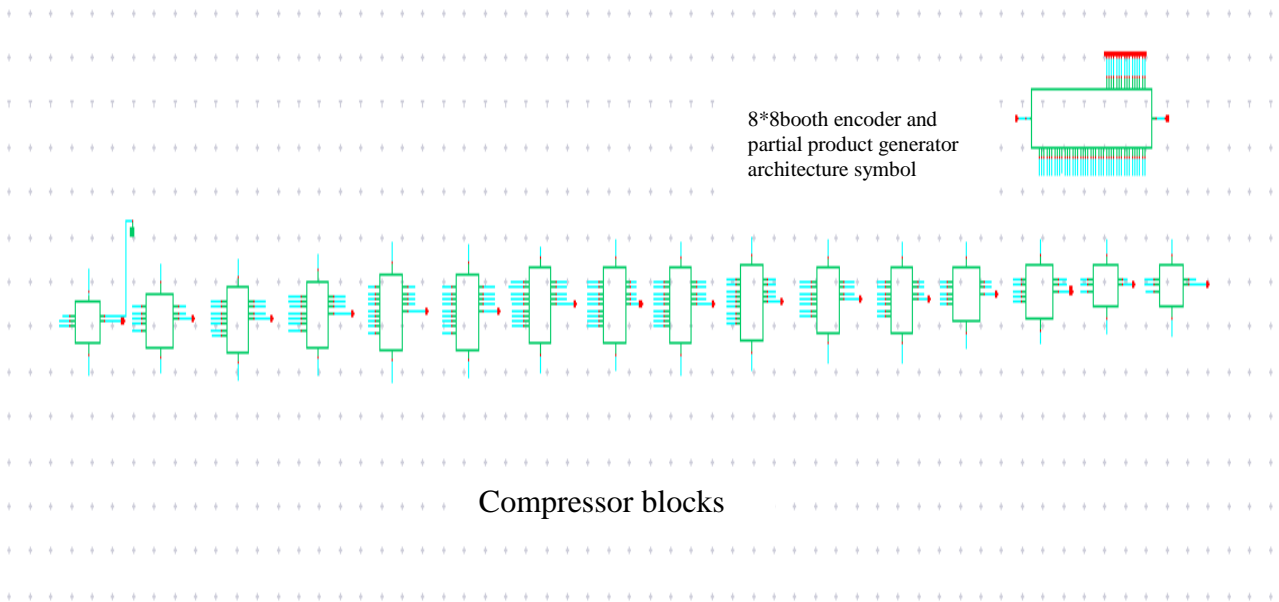 8*8booth encoder and
partial product generator
architecture symbol
Compressor blocks